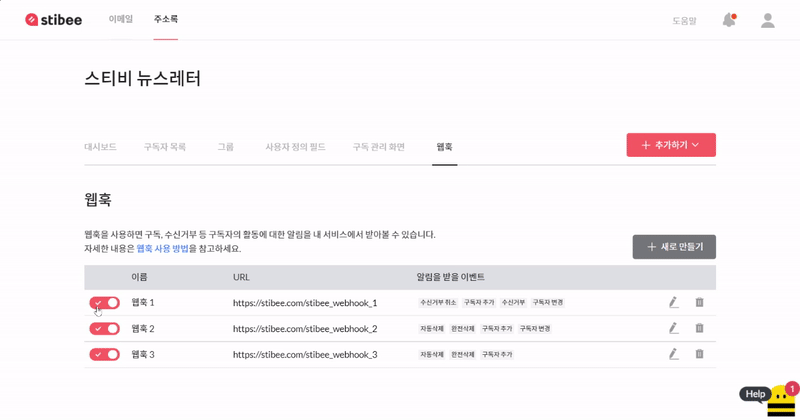 stibee 이메일 주소록 도움말
스티비 뉴스레터
대시보드 구독자 목록 그룹 사용자 정의 필드 구독 관리 화면 웹훅 + 추가하기
웹훅
웹훅을 사용하면 구독, 수신거부 등 구독자의 활동에 대한 알림을 내 서비스에서 받아볼 수 있습니다.
자세한 내용은 웹훅 사용 방법을 참고하세요.
+ 새로 만들기
이름 URL 알림을 받을 이벤트
웹훅 1 https://stibee.com/stibee_webhook_1 수신거부 취소 구독자 추가 수신거부 구독자 변경
웹훅 2 https://stibee.com/stibee_webhook_2 자동삭제 완전삭제 구독자 추가 구독자 변경
웹훅 3 https://stibee.com/stibee_webhook_3 자동삭제 완전삭제 구독자 추가
Help 1